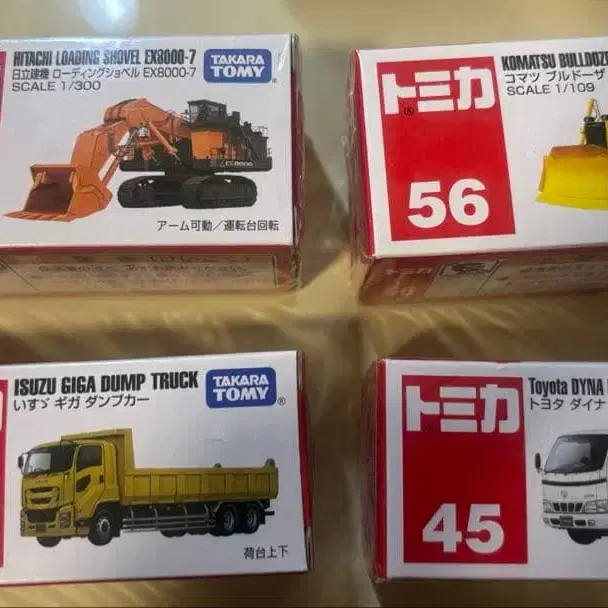 HITACHI LOADING SHOVEL EX8000-7
日立建機 ローディングショベル EX8000-7
SCALE 1/300
TAKARA
TOMY
®
EX8000
アーム可動／運転台回転
トミカ
®
56
KOMATSU BULLDOZE
コマツ ブルドーザ
SCALE 1/109
ISUZU GIGA DUMP TRUCK
いすゞ ギガ ダンプカー
TAKARA
TOMY
®
荷台上下
トミカ
®
45
Toyota DYNA
トヨタ ダイナ